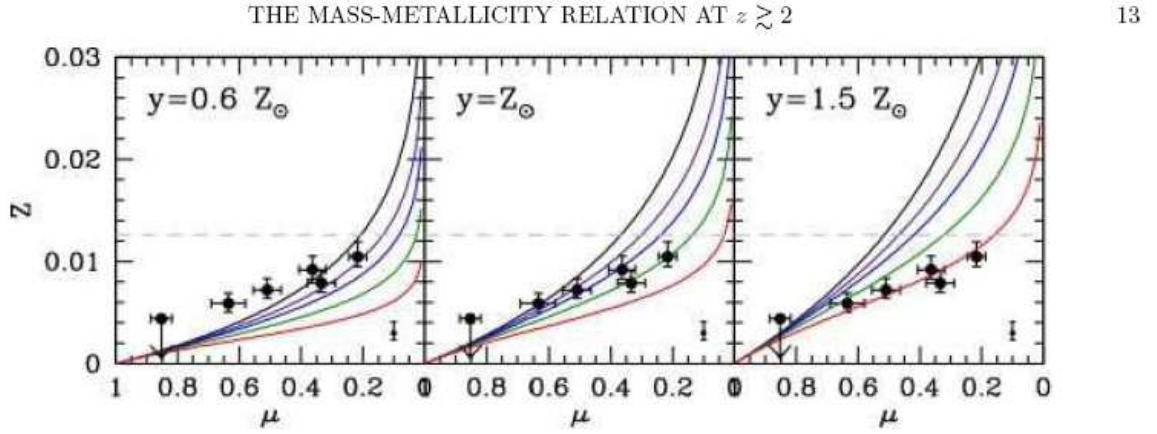 THE MASS-METALLICITY RELATION AT z ≳ 2 13
0.03
0.02
0.01
0
Z
y=0.6 Z⊙
y=Z⊙
y=1.5 Z⊙
1 0.8 0.6 0.4 0.2 0
1 0.8 0.6 0.4 0.2 0
1 0.8 0.6 0.4 0.2 0
μ μ μ